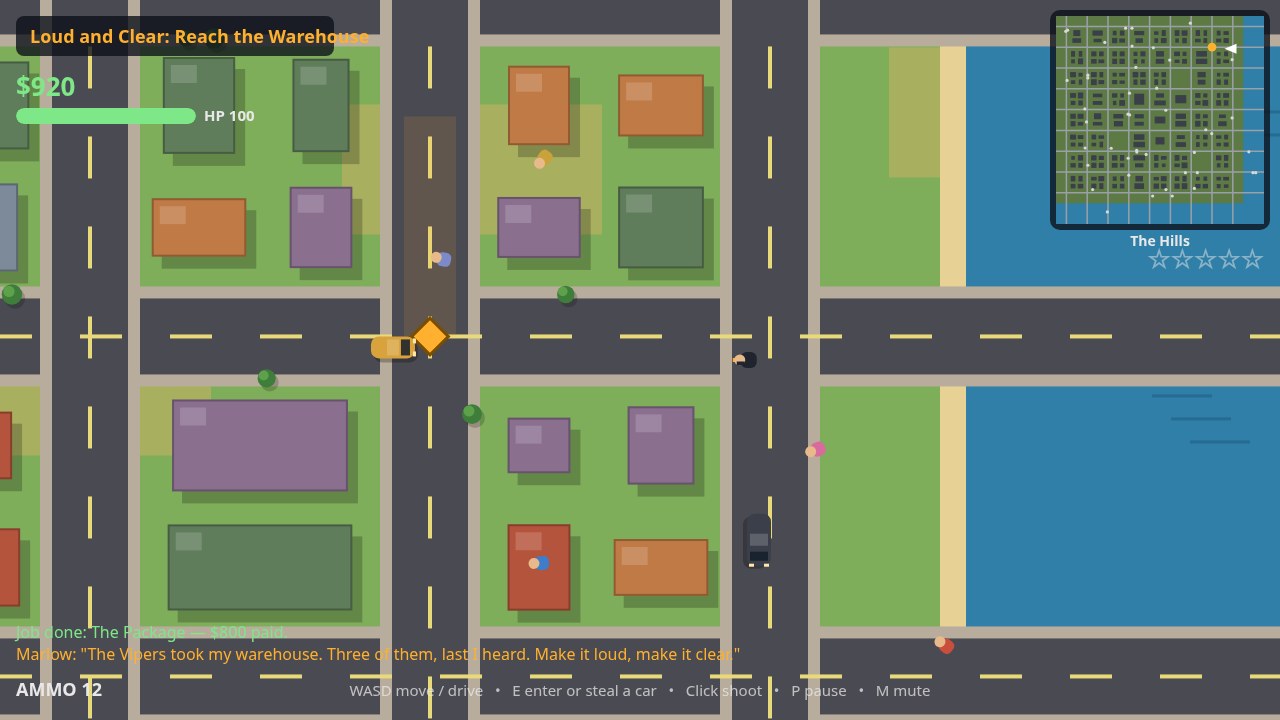 Loud and Clear: Reach the Warehouse
$920
HP 100
The Hills
Job done: The Package — $800 paid.
Marlow: "The Vipers took my warehouse. Three of them, last I heard. Make it loud, make it clear."
AMMO 12
WASD move / drive • E enter or steal a car • Click shoot • P pause • M mute